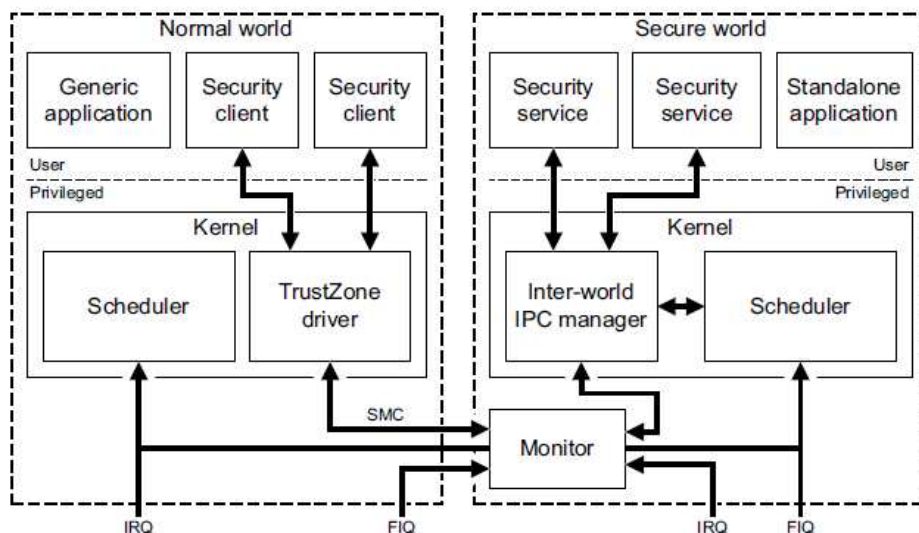 Normal world
Secure world
Generic
application
Security
client
Security
client
Security
service
Security
service
Standalone
application
User
Privileged
User
Privileged
Kernel
Kernel
Scheduler
TrustZone
driver
Inter-world
IPC manager
Scheduler
SMC
Monitor
IRQ
FIQ
IRQ
FIQ